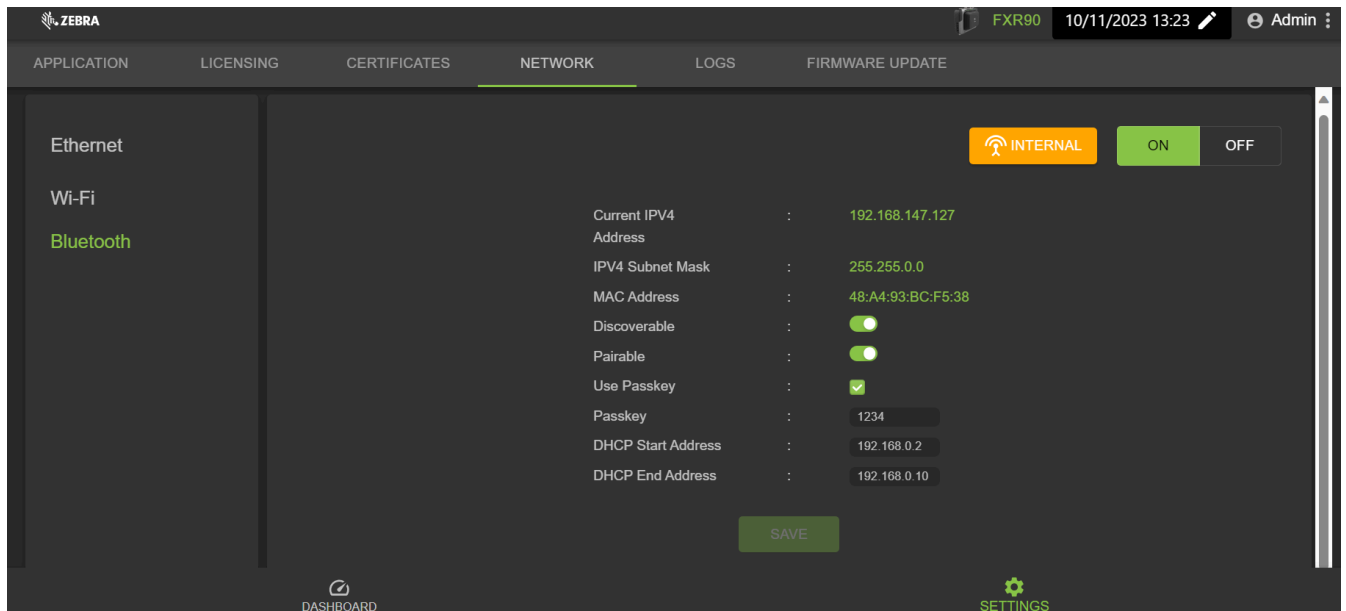 ZEBRA
FXR90
10/11/2023 13:23
Admin
APPLICATION
LICENSING
CERTIFICATES
NETWORK
LOGS
FIRMWARE UPDATE
Ethernet
Wi-Fi
Bluetooth
INTERNAL
ON
OFF
Current IPV4
Address
:
192.168.147.127
IPV4 Subnet Mask : 255.255.0.0
MAC Address : 48:A4:93:BC:F5:38
Discoverable :
Pairable :
Use Passkey :
Passkey : 1234
DHCP Start Address : 192.168.0.2
DHCP End Address : 192.168.0.10
SAVE
DASHBOARD
SETTINGS